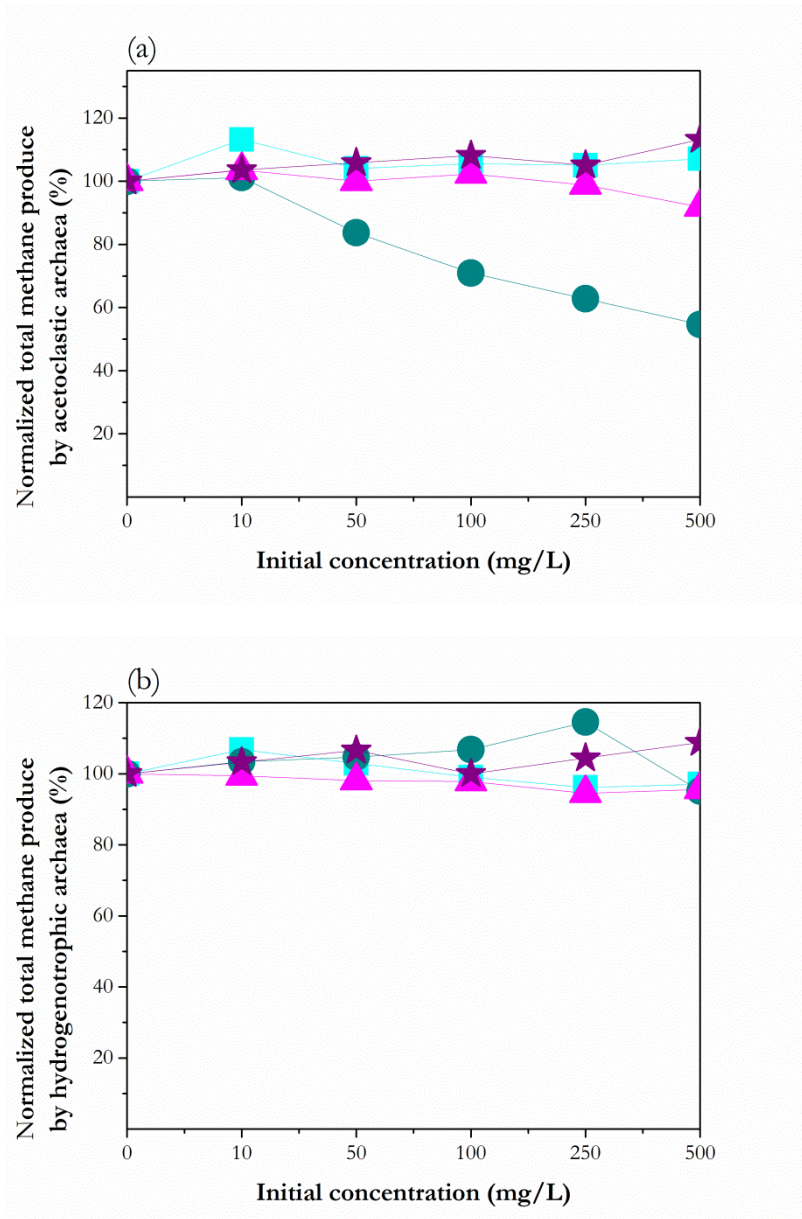 (a)
Normalized total methane produce
by acetoclastic archaea (%)
120
100
80
60
40
20
0 10 50 100 250 500
Initial concentration (mg/L)
(b)
Normalized total methane produce
by hydrogenotrophic archaea (%)
120
100
80
60
40
20
0 10 50 100 250 500
Initial concentration (mg/L)